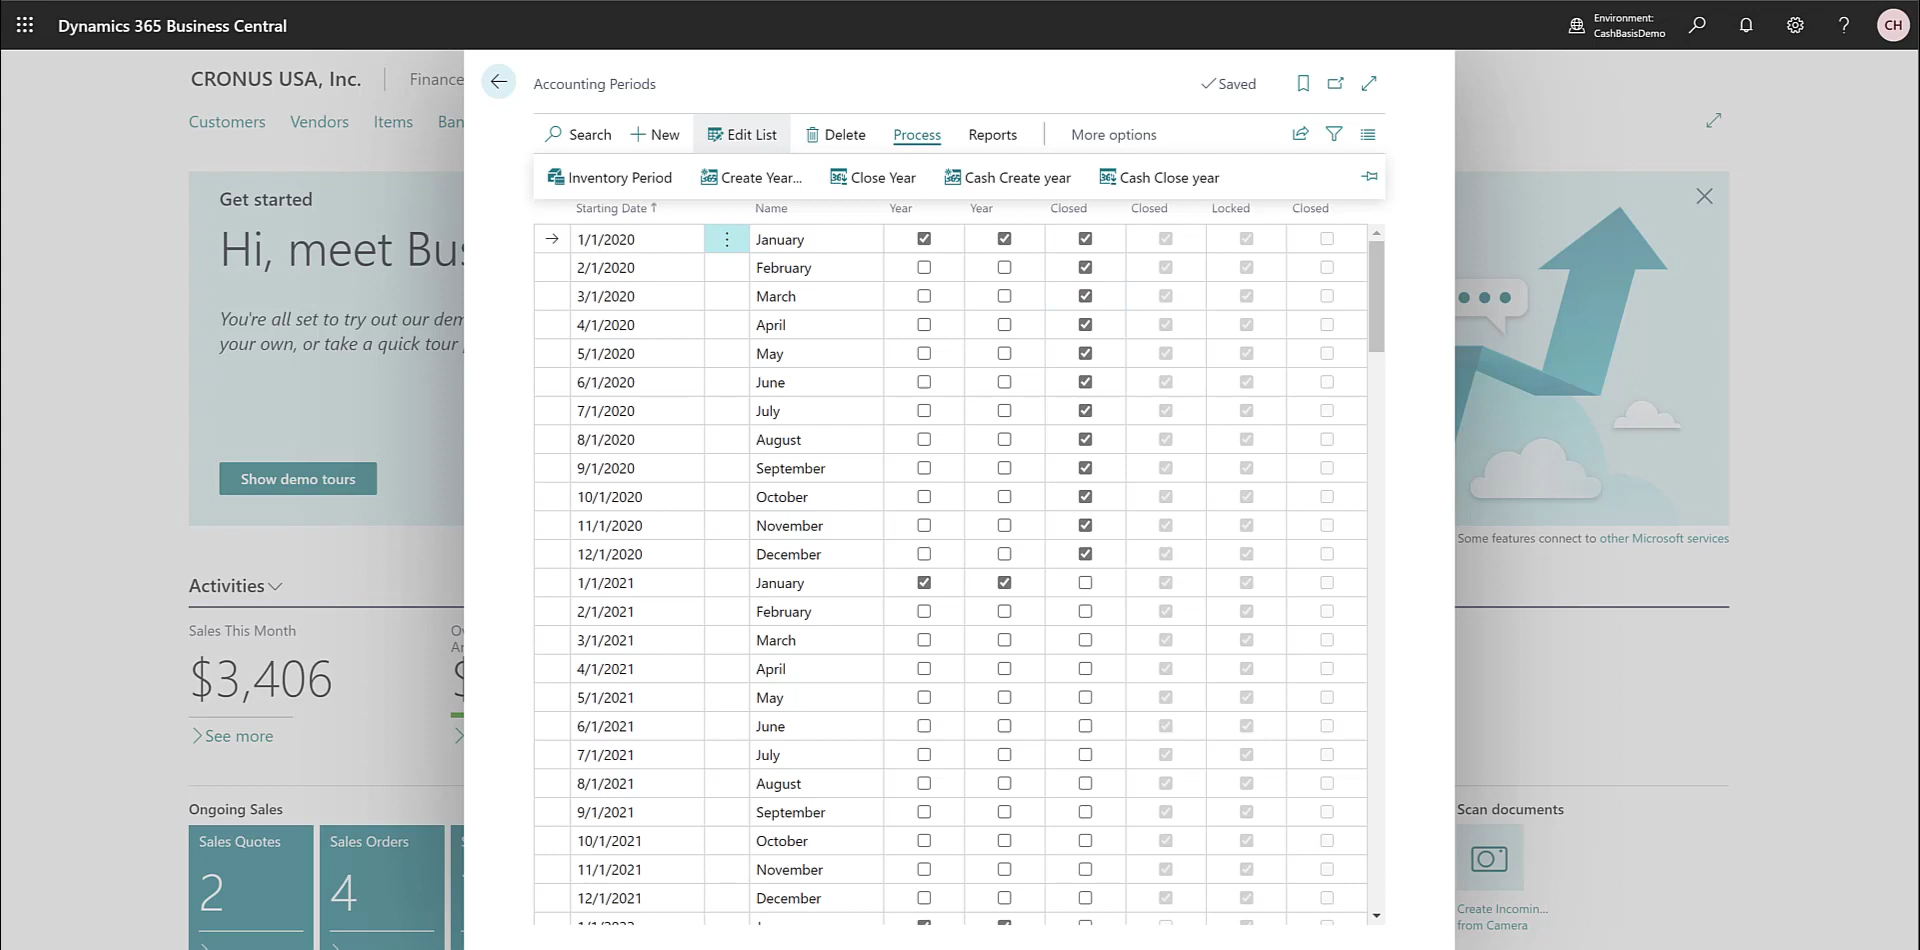 Dynamics 365 Business Central
Environment:
CashBasisDemo
CH
CRONUS USA, Inc.
Finance
Customers Vendors Items Ban
Get started
Hi, meet Bus
You're all set to try out our dem
your own, or take a quick tour
Show demo tours
Activities
Sales This Month
$3,406
See more
Ongoing Sales
Sales Quotes
2
Sales Orders
4
Accounting Periods
Saved
Search New Edit List Delete Process Reports More options
Inventory Period Create Year... Close Year Cash Create year Cash Close year
Starting Date Name Year Year Closed Closed Locked Closed
1/1/2020 January
2/1/2020 February
3/1/2020 March
4/1/2020 April
5/1/2020 May
6/1/2020 June
7/1/2020 July
8/1/2020 August
9/1/2020 September
10/1/2020 October
11/1/2020 November
12/1/2020 December
1/1/2021 January
2/1/2021 February
3/1/2021 March
4/1/2021 April
5/1/2021 May
6/1/2021 June
7/1/2021 July
8/1/2021 August
9/1/2021 September
10/1/2021 October
11/1/2021 November
12/1/2021 December
Some features connect to other Microsoft services
Scan documents
Create Incomin...
from Camera